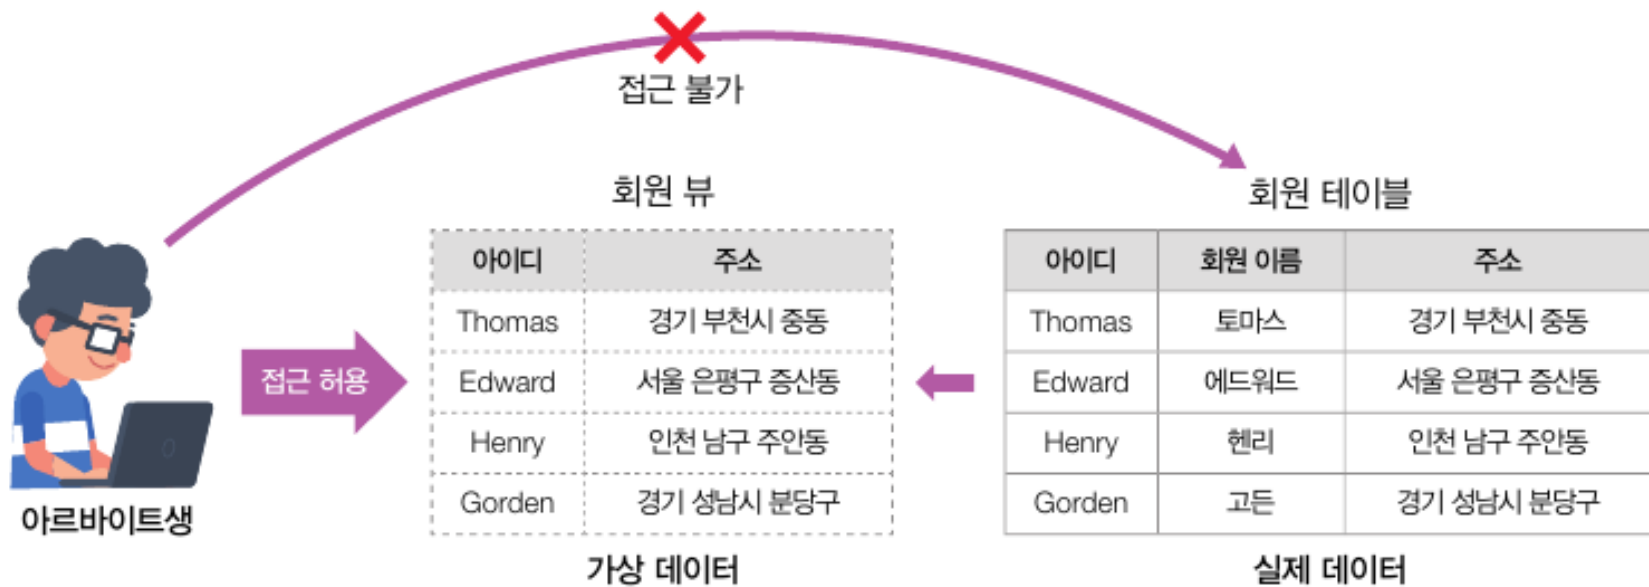 접근 불가
회원 뷰
회원 테이블
아이디 주소
Thomas 경기 부천시 중동
Edward 서울 은평구 증산동
Henry 인천 남구 주안동
Gorden 경기 성남시 분당구
아이디 회원 이름 주소
Thomas 토마스 경기 부천시 중동
Edward 에드워드 서울 은평구 증산동
Henry 헨리 인천 남구 주안동
Gorden 고든 경기 성남시 분당구
접근 허용
아르바이트생
가상 데이터
실제 데이터